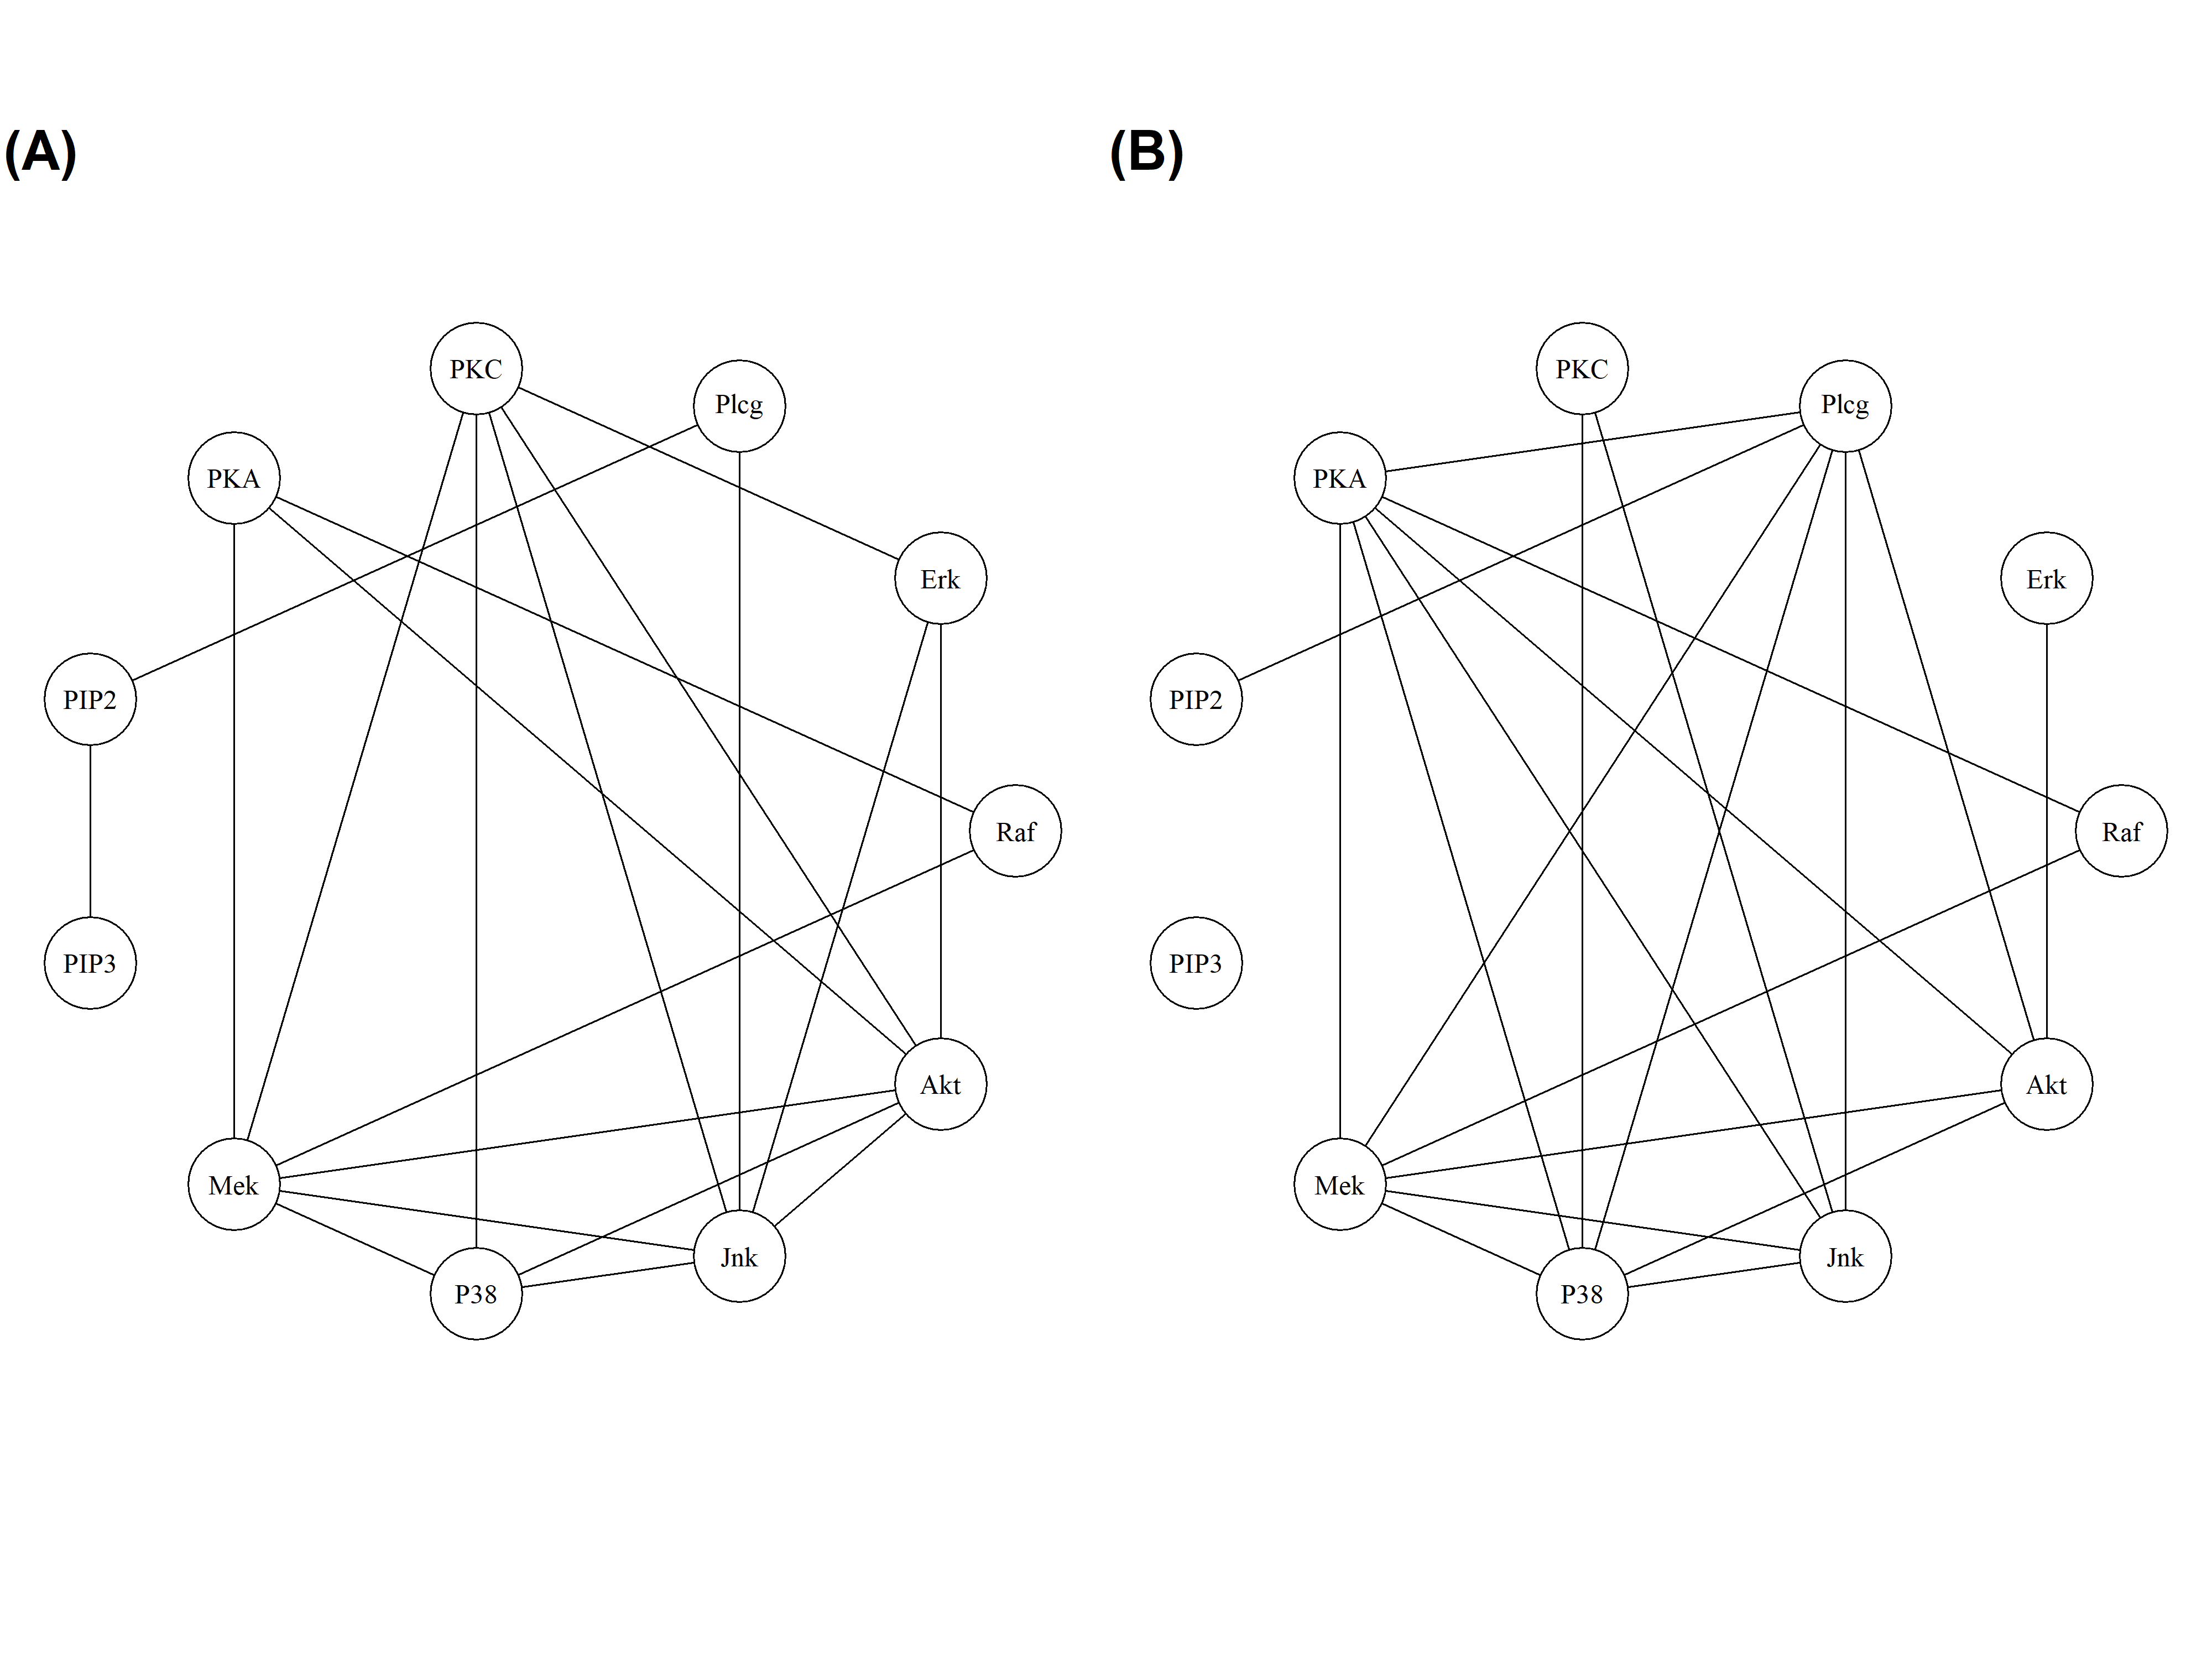 (A)
PKC
Plcg
PKA
Erk
PIP2
Raf
PIP3
Akt
Mek
Jnk
P38
(B)
PKC
Plcg
PKA
Erk
PIP2
Raf
PIP3
Akt
Mek
Jnk
P38